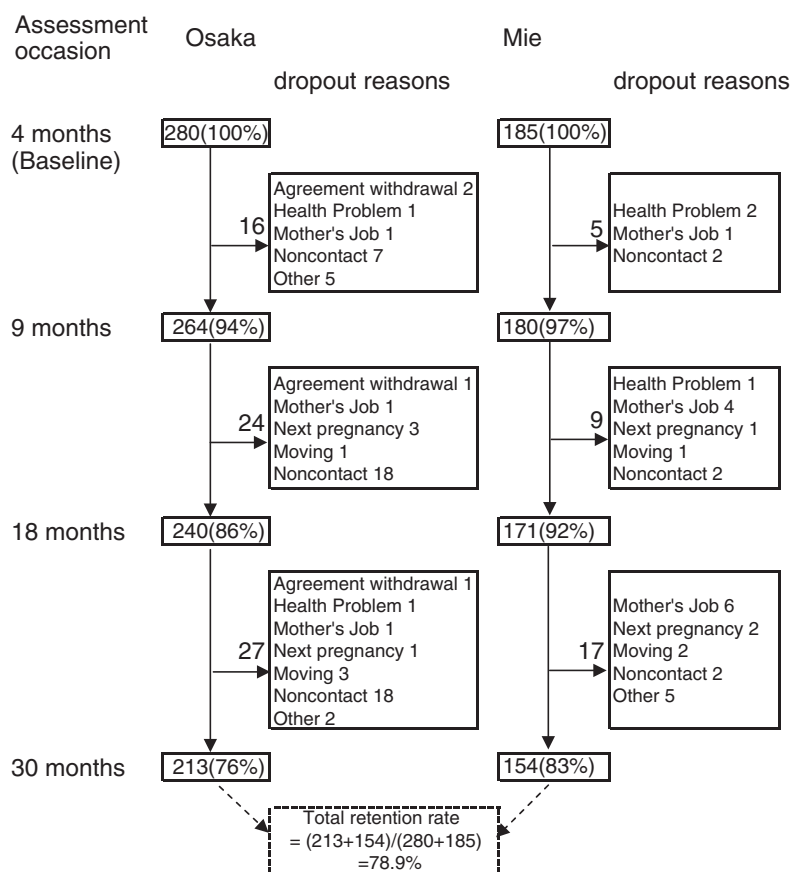 Assessment
occasion
Osaka
Mie
dropout reasons
dropout reasons
4 months
(Baseline)
280(100%)
185(100%)
16
Agreement withdrawal 2
Health Problem 1
Mother's Job 1
Noncontact 7
Other 5
5
Health Problem 2
Mother's Job 1
Noncontact 2
9 months
264(94%)
180(97%)
24
Agreement withdrawal 1
Mother's Job 1
Next pregnancy 3
Moving 1
Noncontact 18
9
Health Problem 1
Mother's Job 4
Next pregnancy 1
Moving 1
Noncontact 2
18 months
240(86%)
171(92%)
27
Agreement withdrawal 1
Health Problem 1
Mother's Job 1
Next pregnancy 1
Moving 3
Noncontact 18
Other 2
17
Mother's Job 6
Next pregnancy 2
Moving 2
Noncontact 2
Other 5
30 months
213(76%)
154(83%)
Total retention rate
= (213+154)/(280+185)
=78.9%